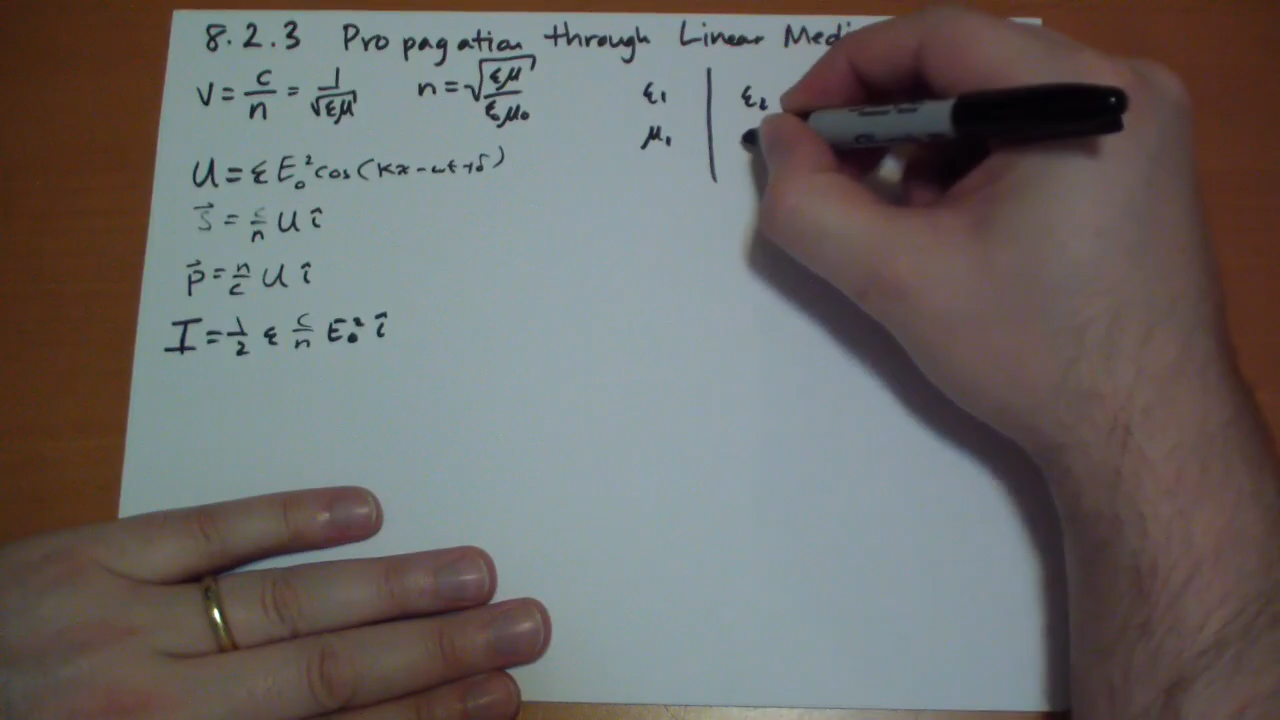 8.2.3 Propagation through Linear Medi
v = c/n = 1/√(εμ)
n = √(εμ/ε₀μ₀)
ε₁ | ε₂
μ₁ |
U = ε E₀² cos(kx - ωt + δ)
S⃗ = c/n U î
p⃗ = n/c U î
I = 1/2 ε c/n E₀² î